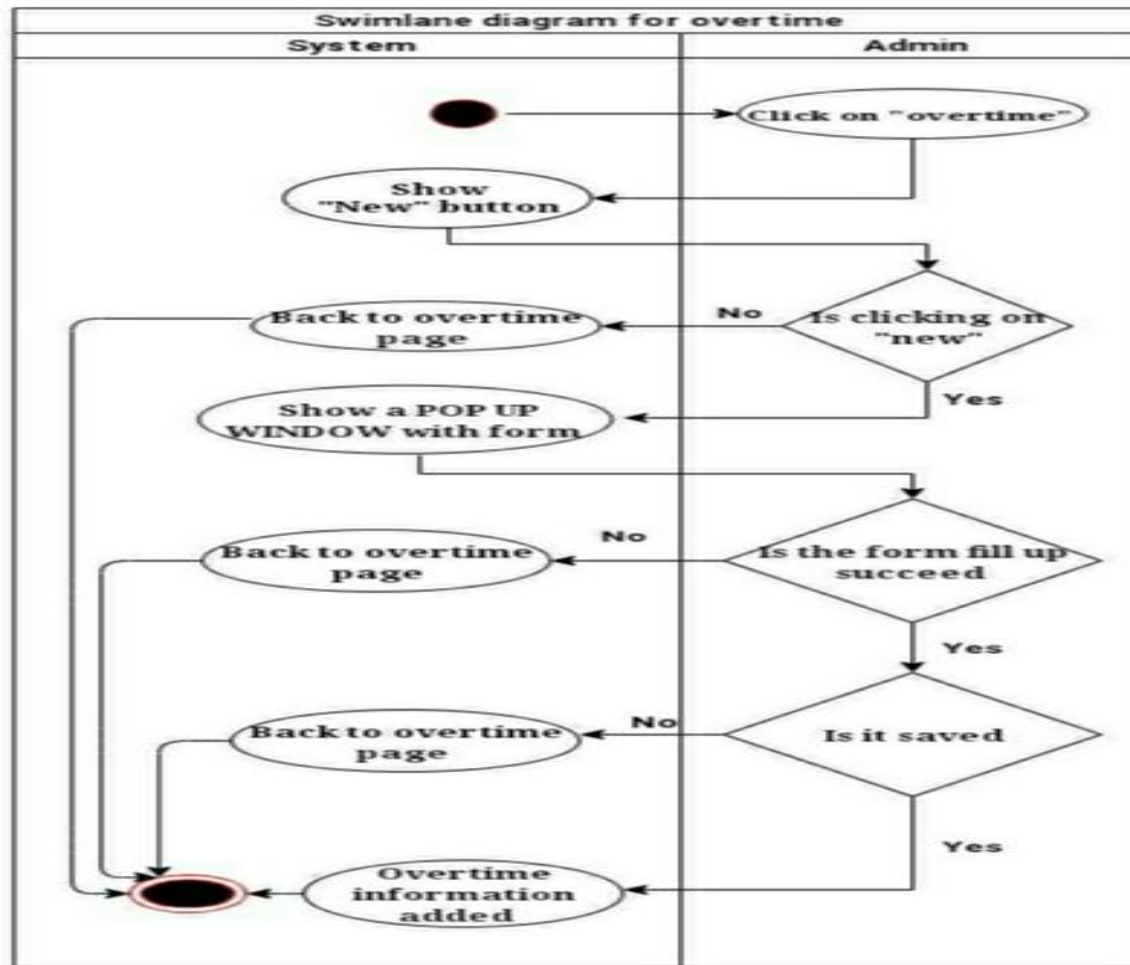 Swimlane diagram for overtime
System
Admin
Click on "overtime"
Show
"New" button
Is clicking on
"new"
No
Back to overtime
page
Yes
Show a POP UP
WINDOW with form
Is the form fill up
succeed
No
Back to overtime
page
Yes
Is it saved
No
Back to overtime
page
Yes
Overtime
information
added